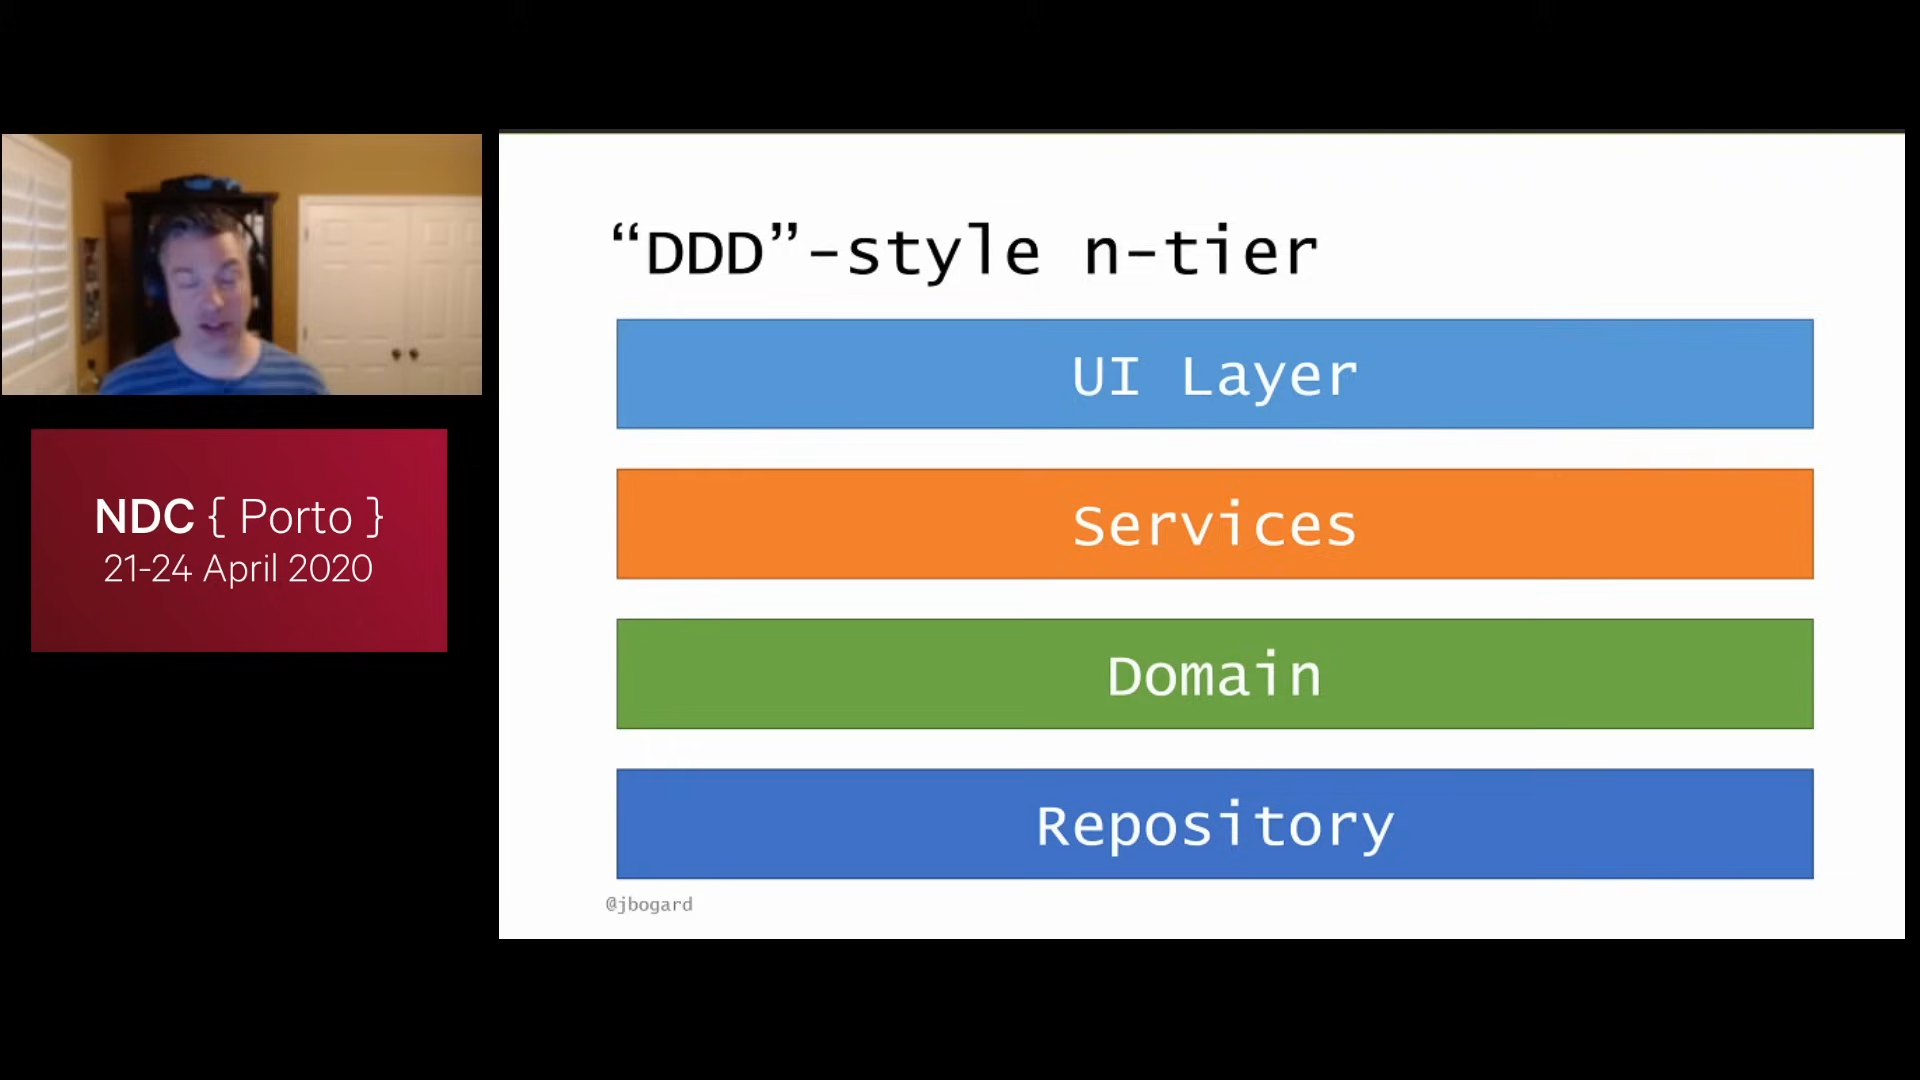 NDC { Porto }
21-24 April 2020
“DDD”-style n-tier
UI Layer
Services
Domain
Repository
@jbogard